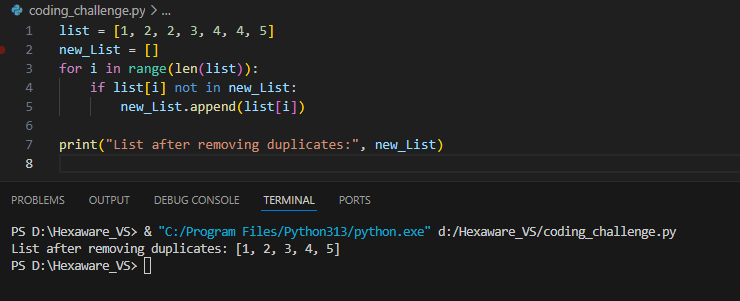 coding_challenge.py > ...
1 list = [1, 2, 2, 2, 3, 4, 4, 5]
2 new_List = []
3 for i in range(len(list)):
4     if list[i] not in new_List:
5         new_List.append(list[i])
6
7 print("List after removing duplicates:", new_List)
8
PROBLEMS OUTPUT DEBUG CONSOLE TERMINAL PORTS
PS D:\Hexaware_VS> & "C:/Program Files/Python313/python.exe" d:/Hexaware_VS/coding_challenge.py
List after removing duplicates: [1, 2, 3, 4, 5]
PS D:\Hexaware_VS>